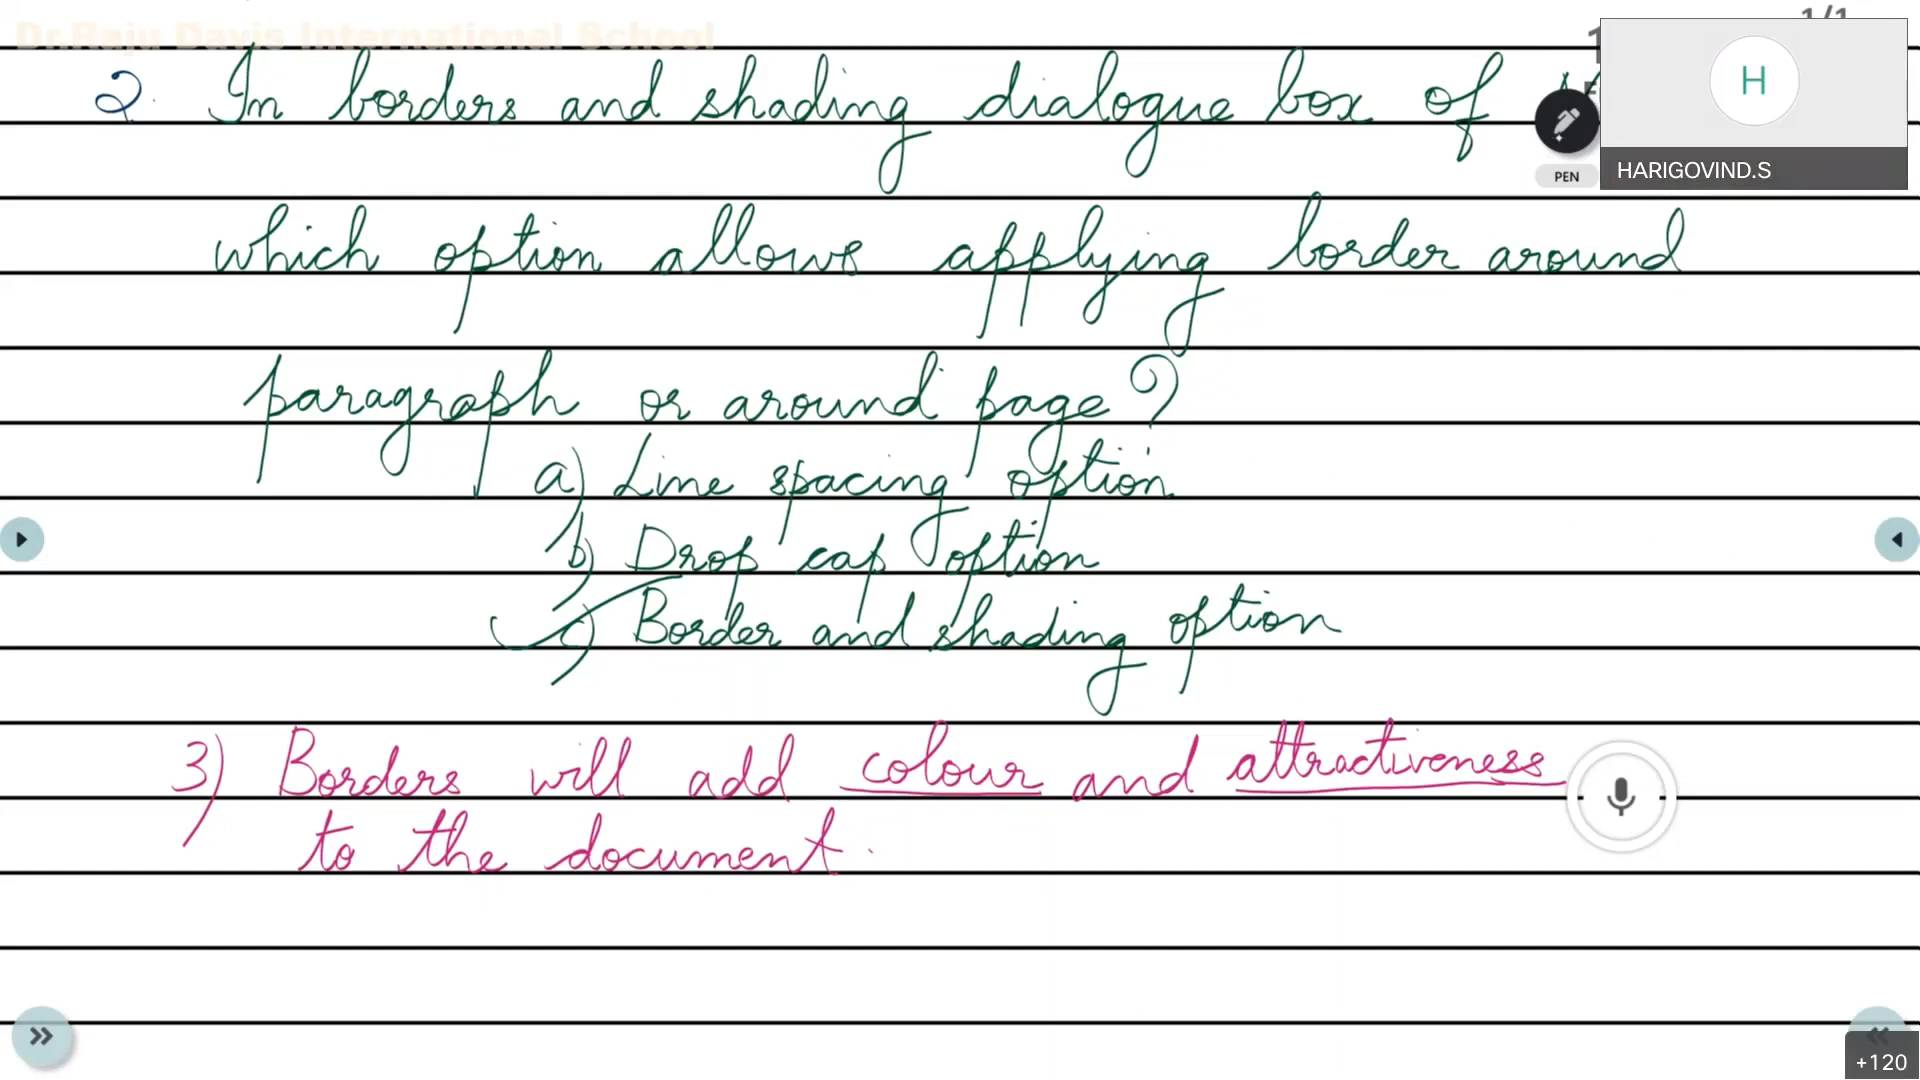 Dr.Raju Davis International School
1/1
2. In borders and shading dialogue box of
which option allows applying border around
paragraph or around page?
a) Line spacing option
b) Drop cap option
c) Border and shading option
3) Borders will add colour and attractiveness
to the document.
H
HARIGOVIND.S
PEN
+120